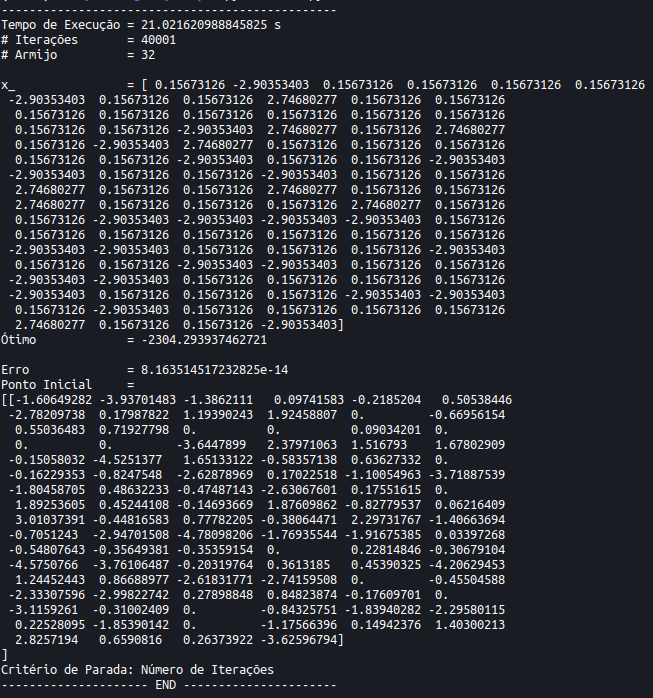 ---------------------------------------------
Tempo de Execução = 21.021620988845825 s
# Iterações       = 40001
# Armijo          = 32
x_                = [ 0.15673126 -2.90353403  0.15673126  0.15673126  0.15673126  0.15673126
 -2.90353403  0.15673126  0.15673126  2.74680277  0.15673126  0.15673126
  0.15673126  0.15673126  0.15673126  0.15673126  0.15673126  0.15673126
  0.15673126  0.15673126 -2.90353403  2.74680277  0.15673126  2.74680277
  0.15673126 -2.90353403  2.74680277  0.15673126  0.15673126  0.15673126
  0.15673126  0.15673126 -2.90353403  0.15673126  0.15673126 -2.90353403
 -2.90353403  0.15673126  0.15673126  2.74680277  0.15673126  0.15673126
  2.74680277  0.15673126  0.15673126  2.74680277  0.15673126  0.15673126
  2.74680277  0.15673126  0.15673126  0.15673126  2.74680277  0.15673126
  0.15673126 -2.90353403 -2.90353403 -2.90353403 -2.90353403  0.15673126
  0.15673126  0.15673126  0.15673126  0.15673126  0.15673126  0.15673126
 -2.90353403 -2.90353403  0.15673126  0.15673126  0.15673126 -2.90353403
  0.15673126  0.15673126 -2.90353403 -2.90353403  0.15673126  0.15673126
 -2.90353403 -2.90353403  0.15673126  0.15673126  0.15673126  0.15673126
 -2.90353403  0.15673126  0.15673126  0.15673126 -2.90353403 -2.90353403
  0.15673126 -2.90353403  0.15673126  0.15673126  0.15673126  0.15673126
  2.74680277  0.15673126  0.15673126 -2.90353403]
Ótimo             = -2304.293937462721
Erro              = 8.163514517232825e-14
Ponto Inicial     =
[[-1.60649282 -3.93701483 -1.3862111   0.09741583 -0.2185204   0.50538446
 -2.78209738  0.17987822  1.19390243  1.92458807  0.         -0.66956154
  0.55036483  0.71927798  0.          0.          0.09034201  0.
  0.          0.         -3.6447899   2.37971063  1.516793    1.67802909
 -0.15058032 -4.5251377   1.65133122 -0.58357138  0.63627332  0.
 -0.16229353 -0.8247548  -2.62878969  0.17022518 -1.10054963 -3.71887539
 -1.80458705  0.48632233 -0.47487143 -2.63067601  0.17551615  0.
  1.89253605  0.45244108 -0.14693669  1.87609862 -0.82779537  0.06216409
  3.01037391 -0.44816583  0.77782205 -0.38064471  2.29731767 -1.40663694
 -0.7051243  -2.94701508 -4.78098206 -1.76935544 -1.91675385  0.03397268
 -0.54807643 -0.35649381 -0.35359154  0.          0.22814846 -0.30679104
 -4.5750766  -3.76106487 -0.20319764  0.3613185   0.45390325 -4.20629453
  1.24452443  0.86688977 -2.61831771 -2.74159508  0.         -0.45504588
 -2.33307596 -2.99822742  0.27898848  0.84823874 -0.17609701  0.
 -3.1159261  -0.31002409  0.         -0.84325751 -1.83940282 -2.29580115
  0.22528095 -1.85390142  0.         -1.17566396  0.14942376  1.40300213
  2.8257194   0.6590816   0.26373922 -3.62596794]
]
Critério de Parada: Número de Iterações
--------------------- END ----------------------